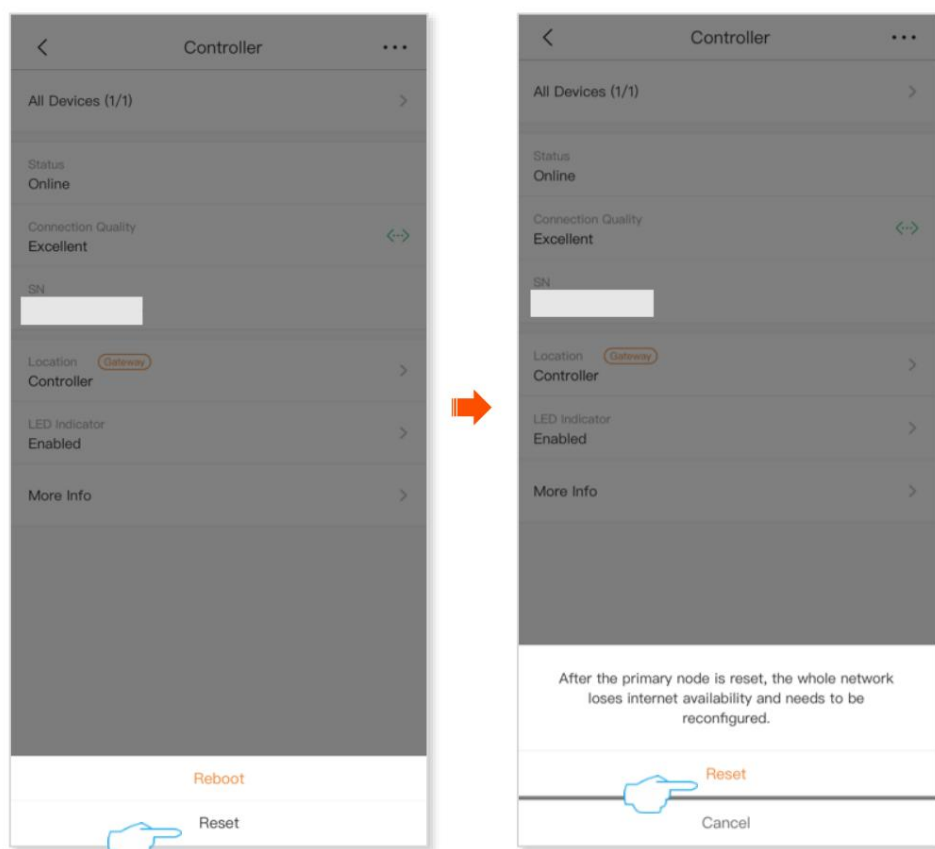 Controller
All Devices (1/1)
Status
Online
Connection Quality
Excellent
SN
Location Gateway
Controller
LED Indicator
Enabled
More Info
Reboot
Reset
Controller
All Devices (1/1)
Status
Online
Connection Quality
Excellent
SN
Location Gateway
Controller
LED Indicator
Enabled
More Info
After the primary node is reset, the whole network
loses internet availability and needs to be
reconfigured.
Reset
Cancel